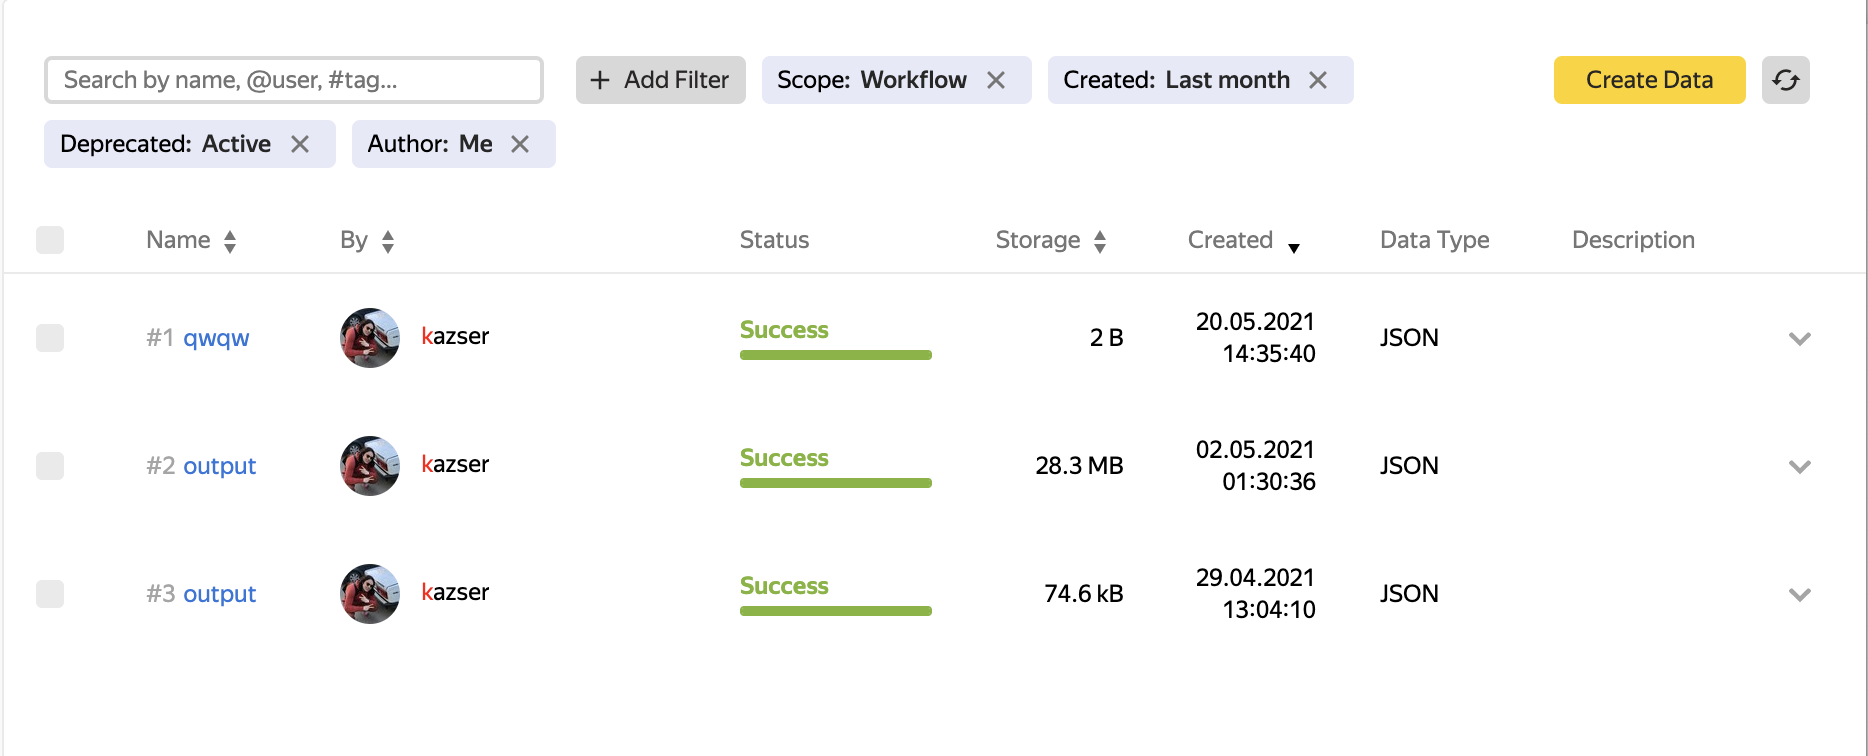 Search by name, @user, #tag...
+ Add Filter
Scope: Workflow
Created: Last month
Create Data
Deprecated: Active
Author: Me
Name By Status Storage Created Data Type Description
#1 qwqw kazser Success 2 B 20.05.2021 14:35:40 JSON
#2 output kazser Success 28.3 MB 02.05.2021 01:30:36 JSON
#3 output kazser Success 74.6 kB 29.04.2021 13:04:10 JSON